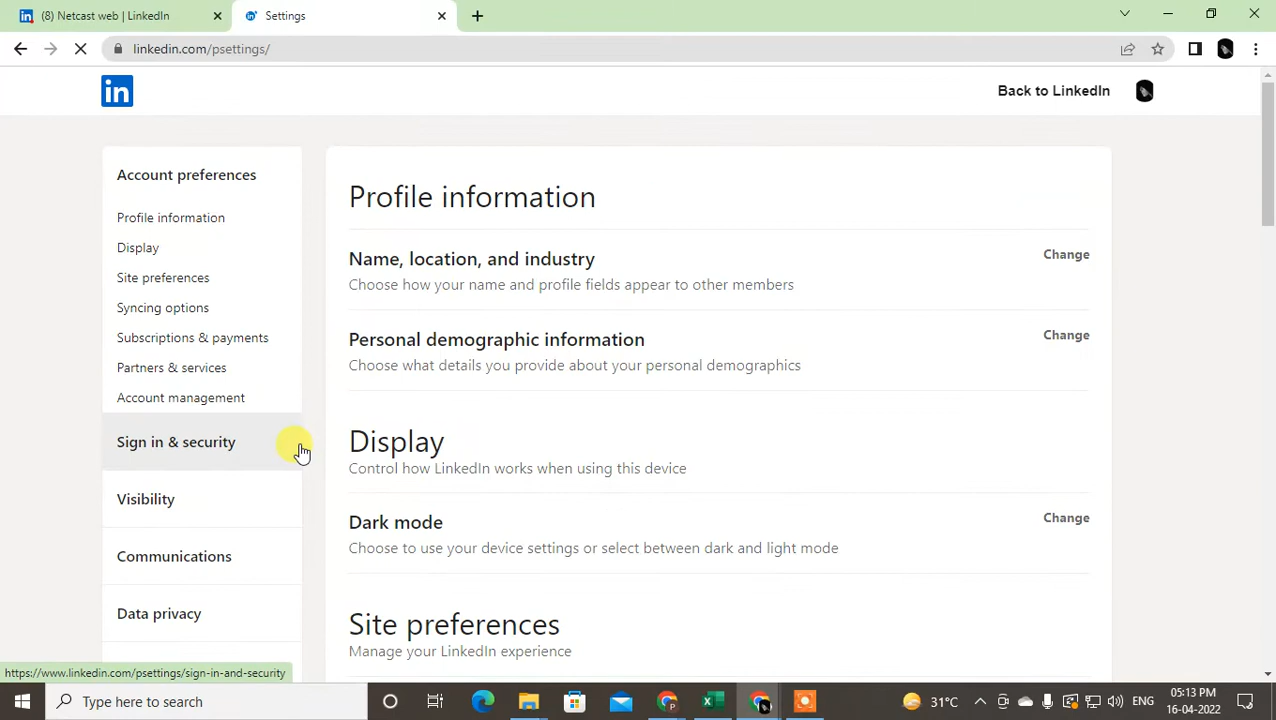 (8) Netcast web | LinkedIn
Settings
linkedin.com/psettings/
in
Back to LinkedIn
Account preferences
Profile information
Display
Site preferences
Syncing options
Subscriptions & payments
Partners & services
Account management
Sign in & security
Visibility
Communications
Data privacy
Profile information
Name, location, and industry
Change
Choose how your name and profile fields appear to other members
Personal demographic information
Change
Choose what details you provide about your personal demographics
Display
Control how LinkedIn works when using this device
Dark mode
Change
Choose to use your device settings or select between dark and light mode
Site preferences
Manage your LinkedIn experience
https://www.linkedin.com/psettings/sign-in-and-security
Type here to search
31°C
ENG
05:13 PM
16-04-2022